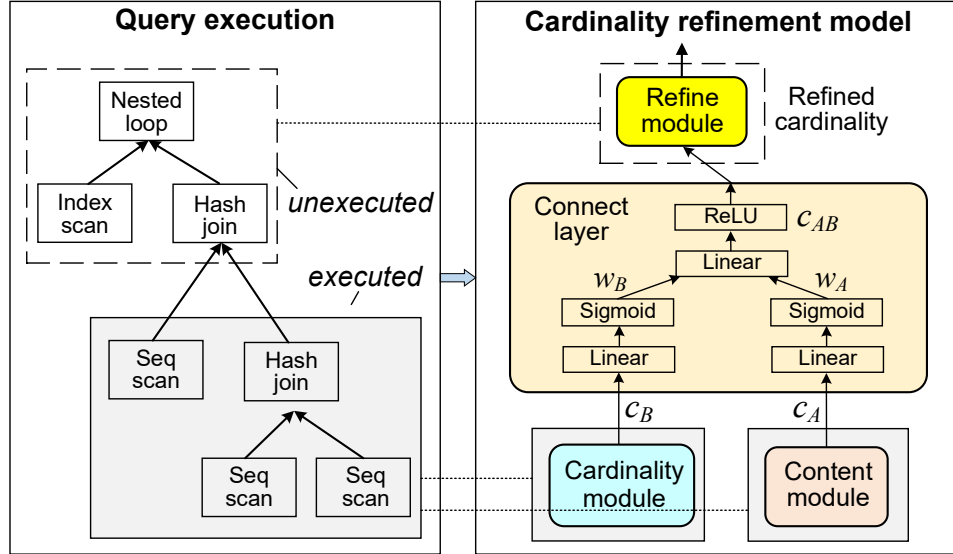 Query execution
Nested
loop
Index
scan
Hash
join
unexecuted
executed
Seq
scan
Hash
join
Seq
scan
Seq
scan
Cardinality refinement model
Refine
module
Refined
cardinality
Connect
layer
ReLU
c_AB
Linear
w_B
w_A
Sigmoid
Sigmoid
Linear
Linear
c_B
c_A
Cardinality
module
Content
module